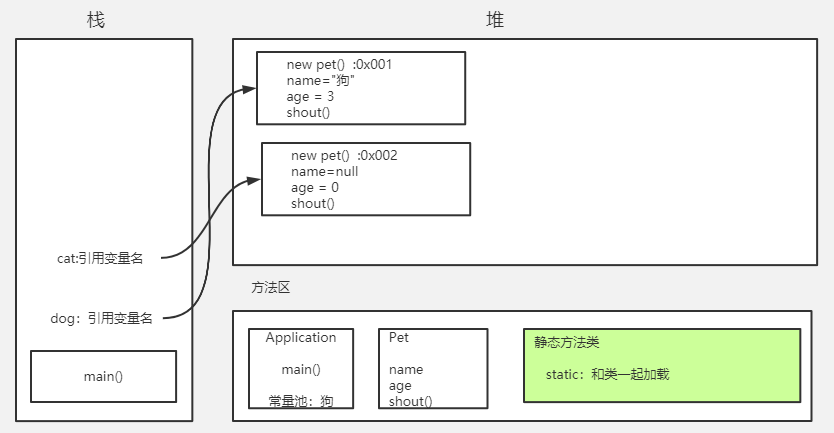 栈
堆
new pet() :0x001
name="狗"
age = 3
shout()
new pet() :0x002
name=null
age = 0
shout()
cat:引用变量名
dog：引用变量名
main()
方法区
Application
main()
常量池：狗
Pet
name
age
shout()
静态方法类
static：和类一起加载